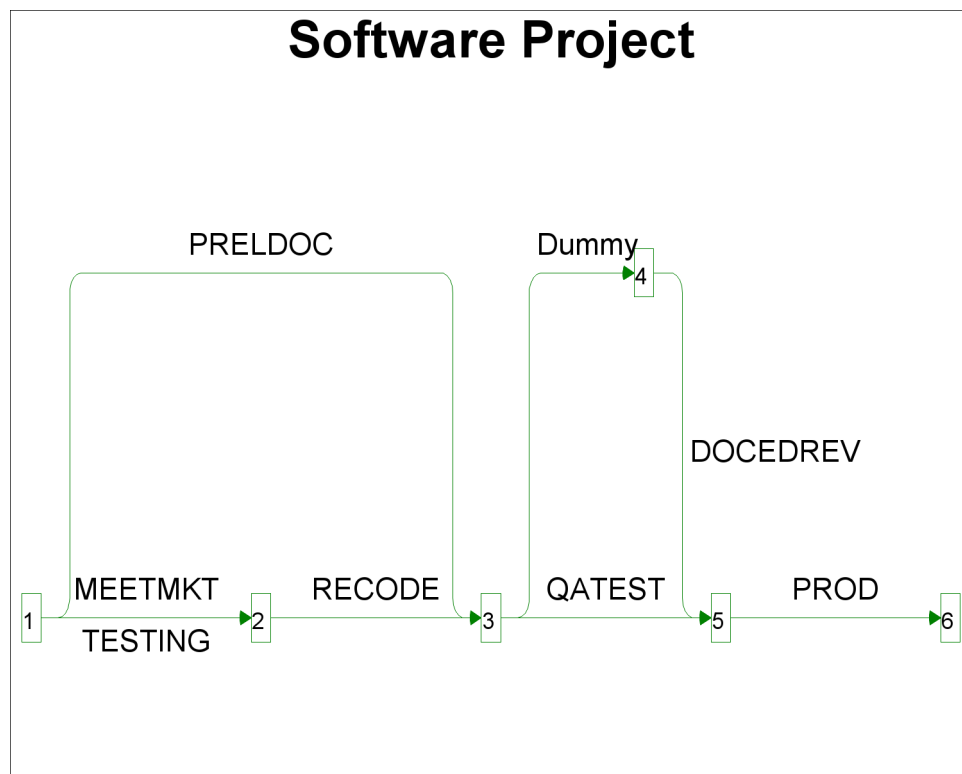 Software Project
PRELDOC
Dummy
4
DOCEDREV
MEETMKT
RECODE
QATEST
PROD
1
2
3
5
6
TESTING